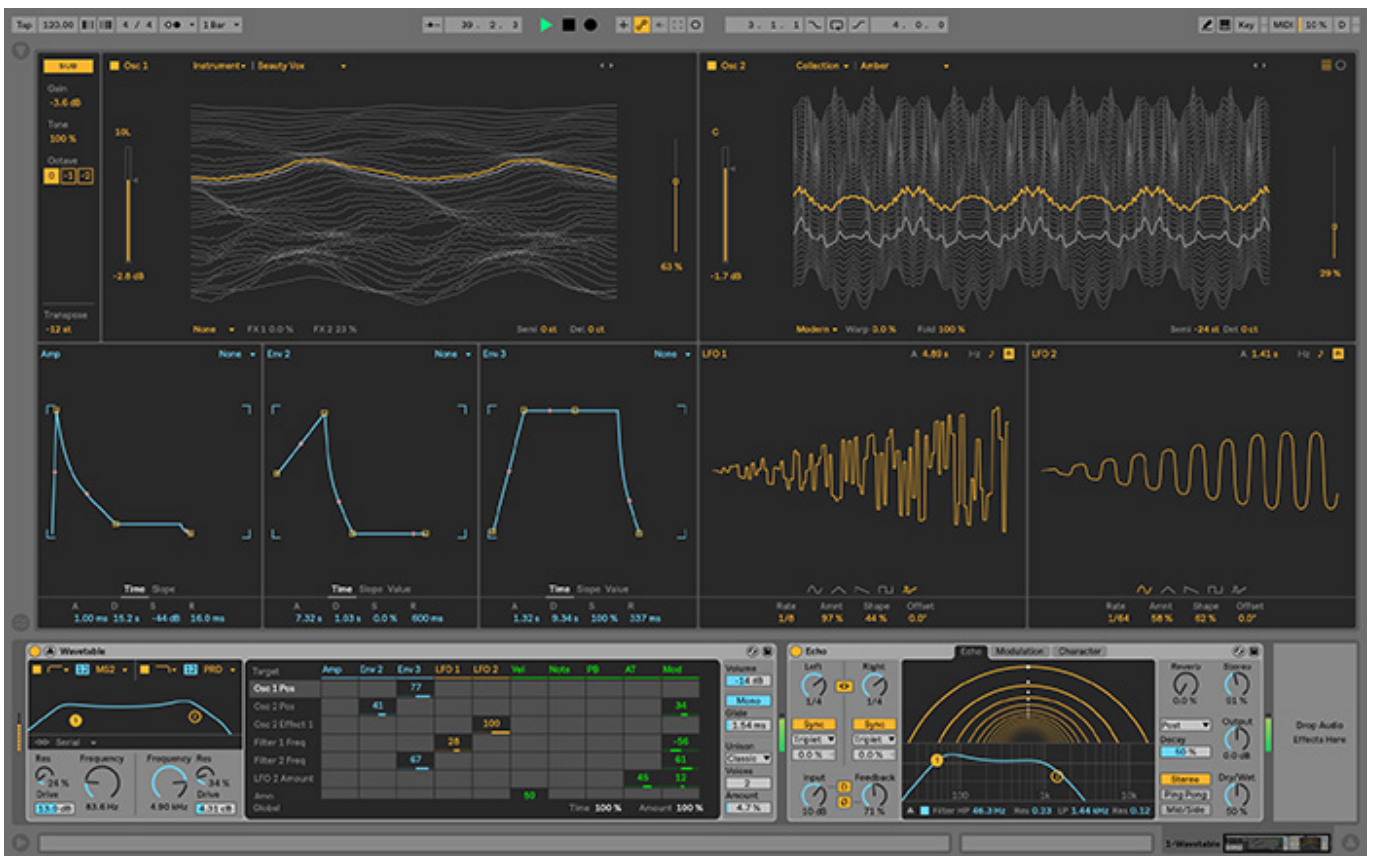 Tap 120.00 4 / 4 1 Bar 39. 2. 3 3. 1. 1 4. 0. 0 Key MIDI 10 % D
SUB
Gain
-3.6 dB
Tone
100 %
Octave
0 -1 -2
Transpose
-12 st
Osc 1 Instrument Beauty Vox
10L
-2.8 dB
63 %
None FX 1 0.0 % FX 2 23 % Semi 0 st Det 0 ct
Osc 2 Collection Amber
C
-1.7 dB
29 %
Modern Warp 0.0 % Fold 100 % Semi -24 st Det 0 ct
Amp None Env 2 None Env 3 None LFO 1 A 4.89 s Hz LFO 2 A 1.41 s Hz R
Time Slope Time Slope Value Time Slope Value
A D S R A D S R A D S R Rate Amnt Shape Offset Rate Amnt Shape Offset
1.00 ms 15.2 s -44 dB 16.0 ms 7.32 s 1.03 s 0.0 % 600 ms 1.32 s 9.34 s 100 % 337 ms 1/8 97 % 44 % 0.0° 1/64 58 % 62 % 0.0°
Wavetable
MS2 PRD
Serial
Res Frequency Frequency Res
24 % 83.6 Hz 4.90 kHz 34 %
Drive Drive
4.31 dB
Target Amp Env 2 Env 3 LFO 1 LFO 2 Vel Note PB AT Mod
Osc 1 Pos 77
Osc 2 Pos 41 34
Osc 2 Effect 1 100
Filter 1 Freq 28 -56
Filter 2 Freq 67 61
LFO 2 Amount 45 12
Amp 50
Global Time 100 % Amount 100 %
Volume
-14 dB
Mono
Glide
1.54 ms
Unison
Classic
Voices
2
Amount
4.7 %
Echo
Left Right
1/4 1/4
Sync Sync
Triplet Triplet
0.0 % 0.0 %
Input Feedback
10 dB 71 %
D
Ø
Echo Modulation Character
100 1k 10k
Filter HP 46.3 Hz Res 0.23 LP 1.44 kHz Res 0.12
Reverb Stereo
0.0 % 91 %
Post Output
Decay
50 % 0.0 dB
Stereo Dry/Wet
Ping Pong
Mid/Side 50 %
Drop Audio
Effects Here
1-Wavetable